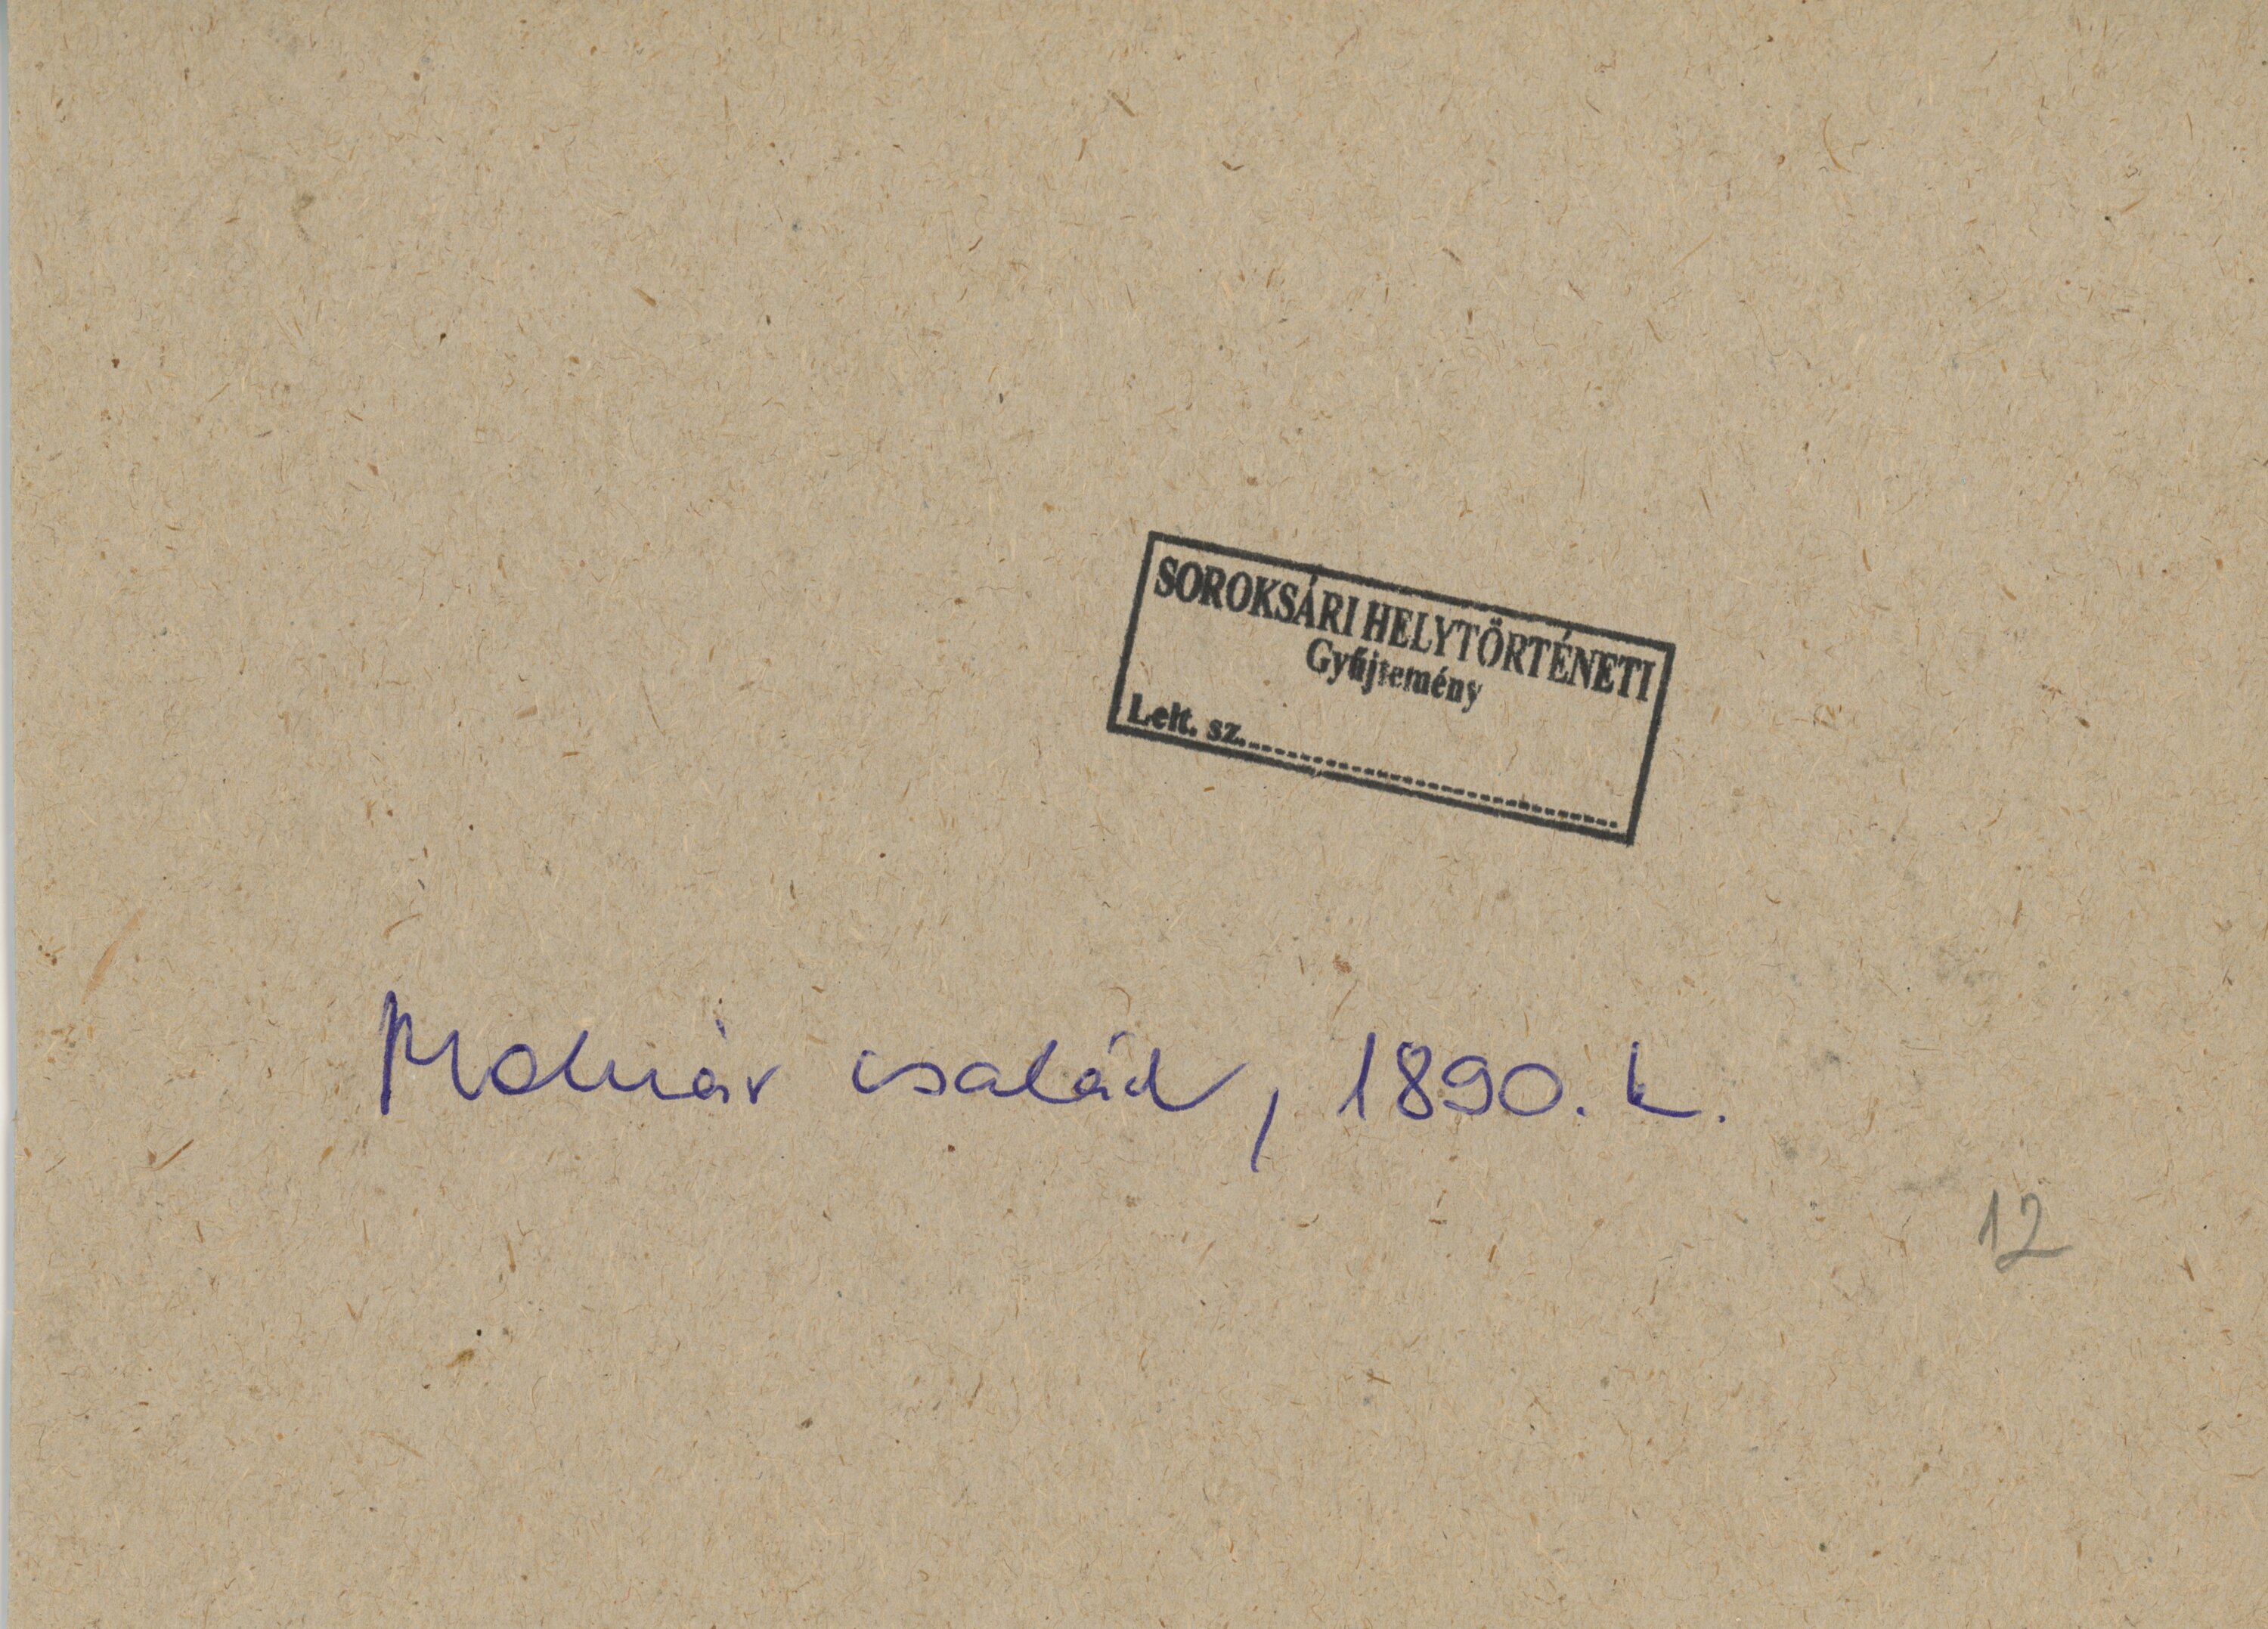 SOROKSÁRI HELYTÖRTÉNETI
Gyűjtemény
Lelt. sz.........................................
Molnár család, 1890. k.
12